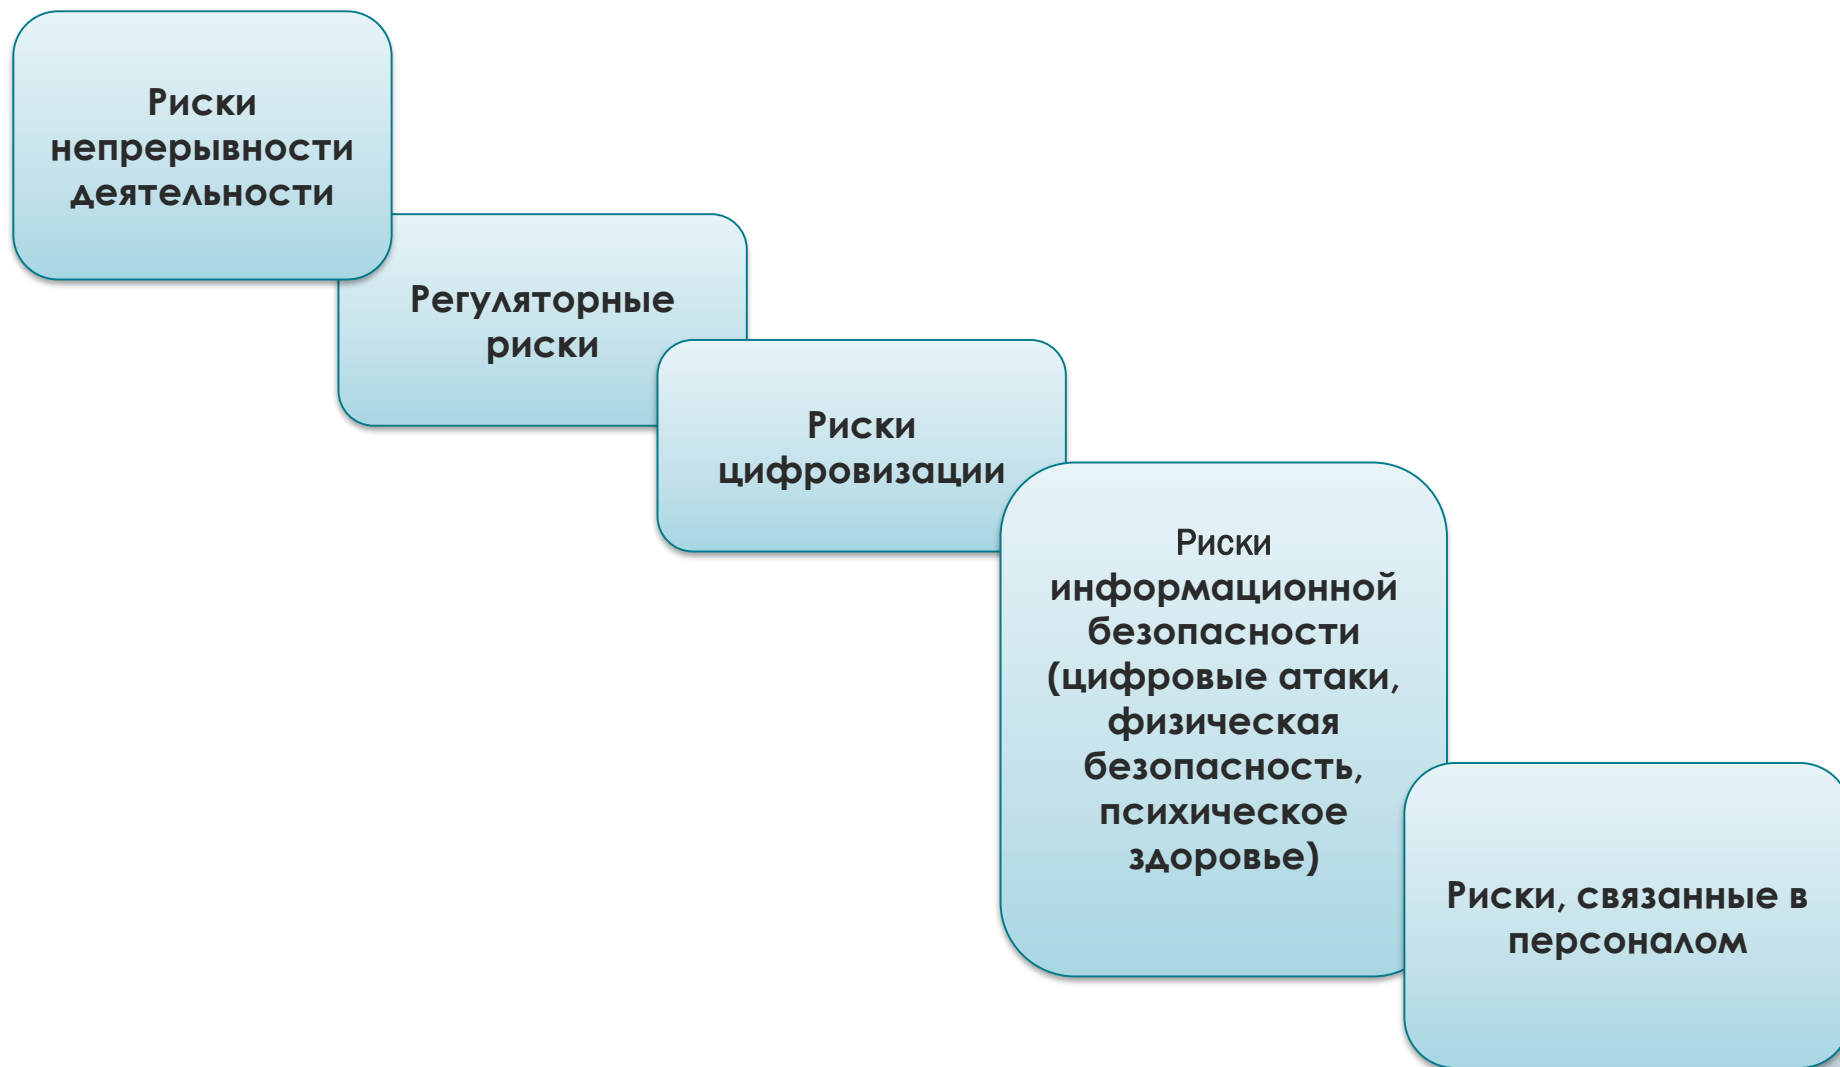 Риски
непрерывности
деятельности
Регуляторные
риски
Риски
цифровизации
Риски
информационной
безопасности
(цифровые атаки,
физическая
безопасность,
психическое
здоровье)
Риски, связанные в
персоналом